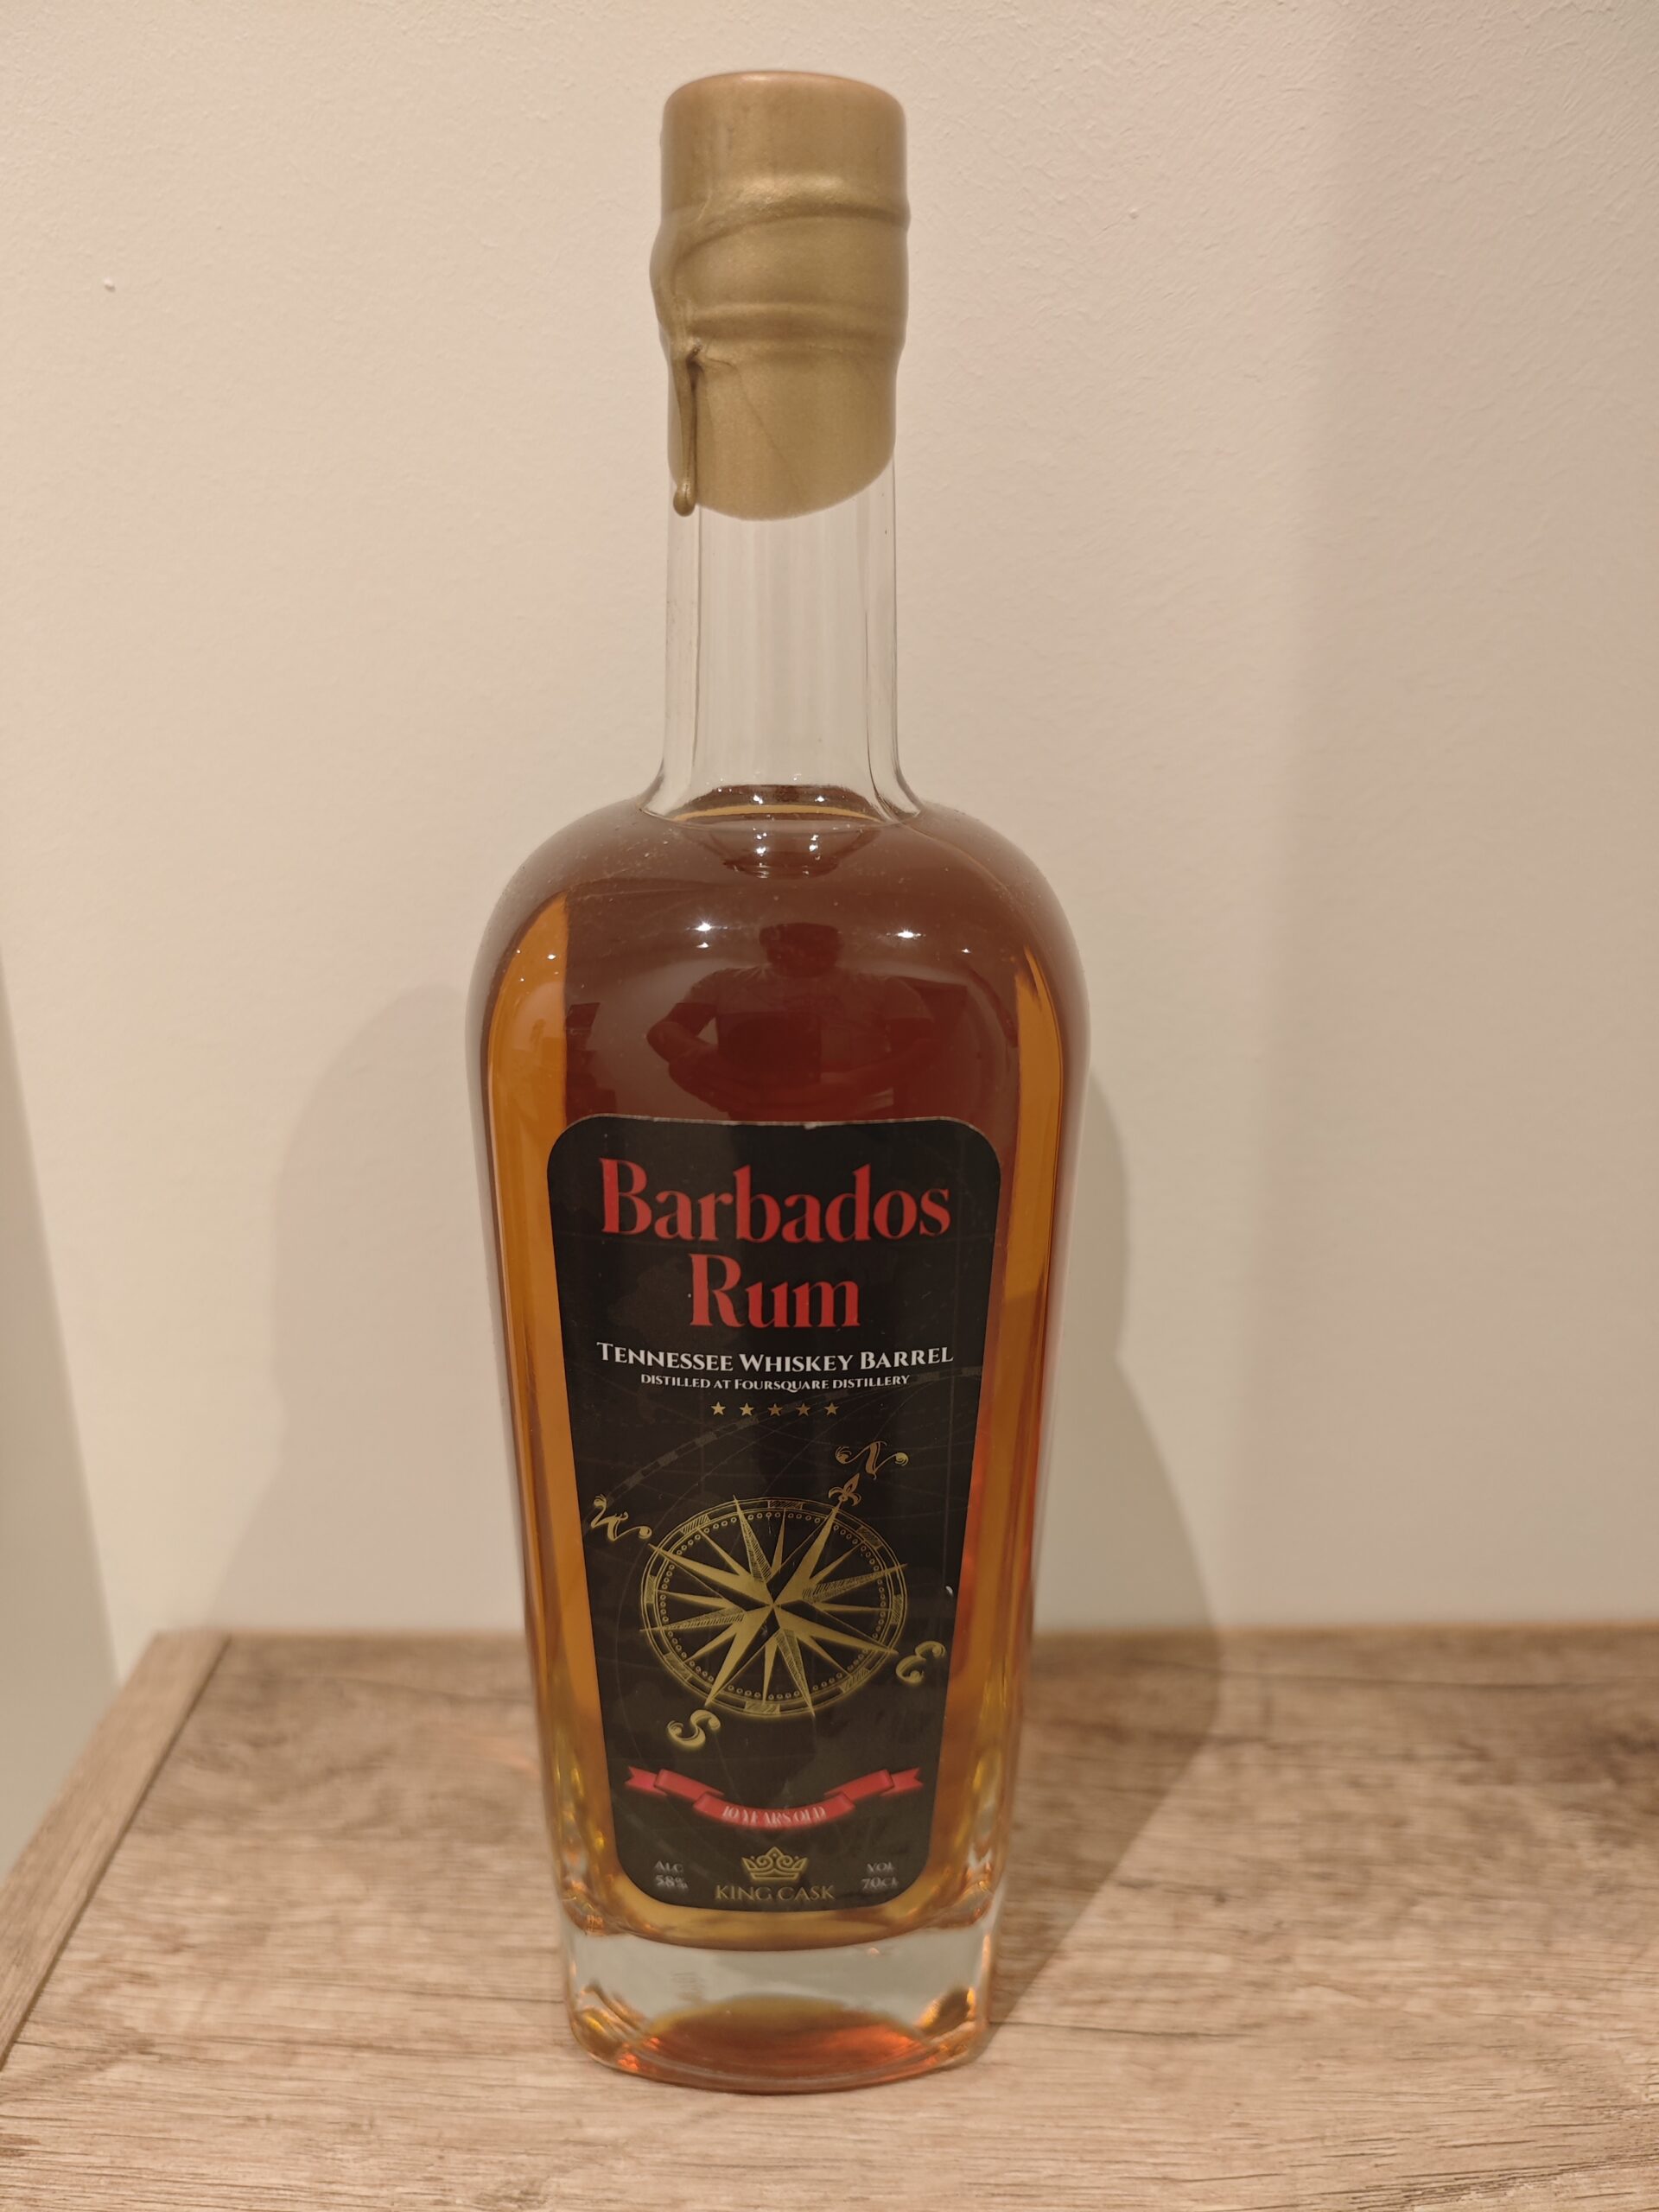 Barbados
Rum
TENNESSEE WHISKEY BARREL
DISTILLED AT FOURSQUARE DISTILLERY
N
W
E
S
10 YEARS OLD
ALC
58%
KING CASK
VOL
70CL